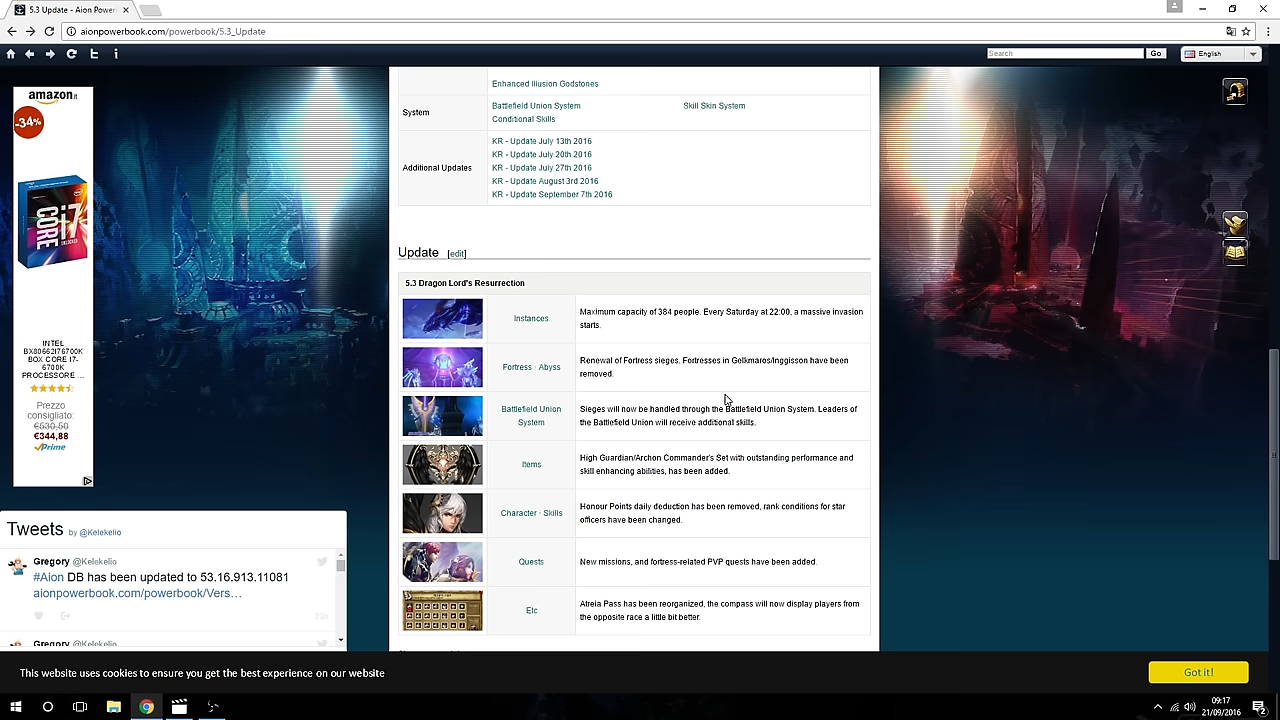 5.3 Update - Aion Power
aionpowerbook.com/powerbook/5.3_Update
Search
Go
English
amazon.it
-34%
CORE i7
INTEL
BX80662I76700K
BOX CORE I7-
6700K
PROCESSORE ...
Prezzo
consigliato:
€530,50
€344,88
Prime
Enhanced Illusion Godstones
System
Battlefield Union System
Skill Skin System
Conditional Skills
Additional Updates
KR - Update July 13th 2016
KR - Update July 20th 2016
KR - Update July 27th 2016
KR - Update August 3rd 2016
KR - Update September 7th 2016
Update [edit]
5.3 Dragon Lord's Resurrection
Instances
Maximum capacity of 384 people. Every Saturday at 22:00, a massive invasion
starts.
Fortress · Abyss
Renewal of Fortress sieges. Fortresses in Gelkmaros/Inggisson have been
removed.
Battlefield Union
System
Sieges will now be handled through the Battlefield Union System. Leaders of
the Battlefield Union will receive additional skills.
Items
High Guardian/Archon Commander's Set with outstanding performance and
skill enhancing abilities, has been added.
Character · Skills
Honour Points daily deduction has been removed, rank conditions for star
officers have been changed.
Quests
New missions, and fortress-related PVP quests have been added.
Etc
Atreia Pass has been reorganized, the compass will now display players from
the opposite race a little bit better.
Tweets by @Kelekelio
Gregory @Kelekelio
#Aion DB has been updated to 53.16.913.11081
aionpowerbook.com/powerbook/Vers…
23h
Gregory @Kelekelio
This website uses cookies to ensure you get the best experience on our website
Got it!
09:17
21/09/2016